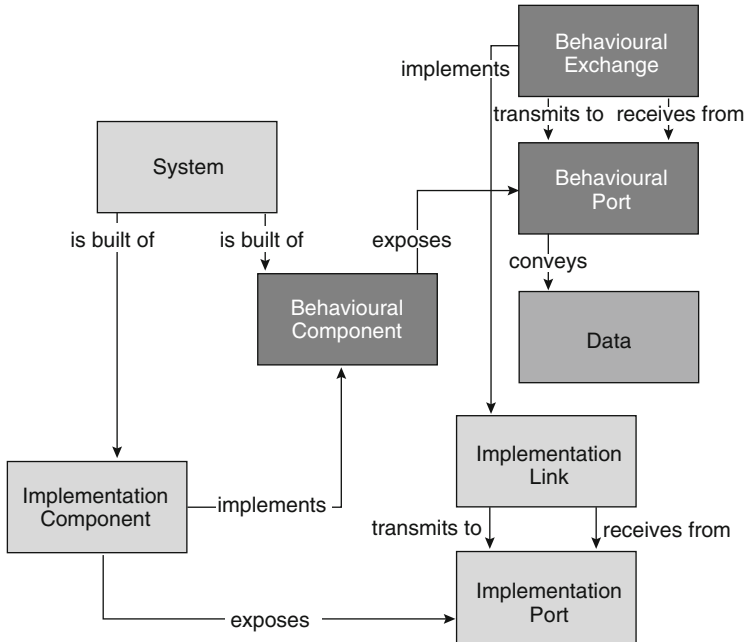 Behavioural
Exchange
implements
transmits to
receives from
System
Behavioural
Port
is built of
is built of
exposes
conveys
Behavioural
Component
Data
Implementation
Link
Implementation
Component
implements
transmits to
receives from
Implementation
Port
exposes